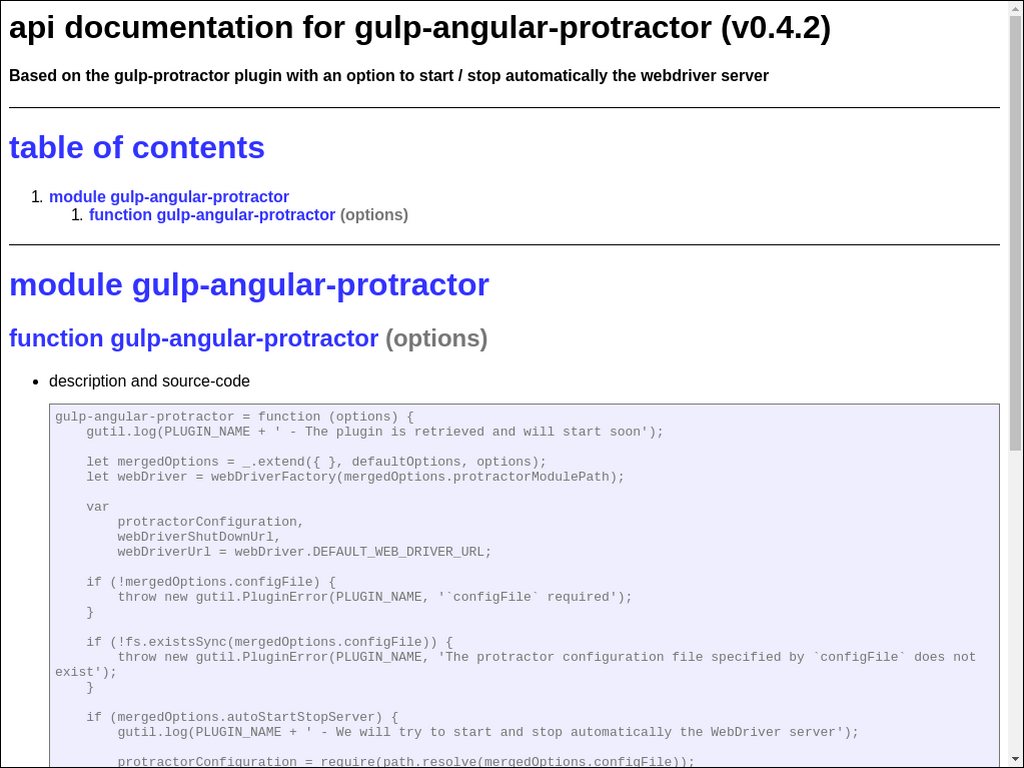 api documentation for gulp-angular-protractor (v0.4.2)
Based on the gulp-protractor plugin with an option to start / stop automatically the webdriver server
table of contents
1. module gulp-angular-protractor
1. function gulp-angular-protractor (options)
module gulp-angular-protractor
function gulp-angular-protractor (options)
• description and source-code
gulp-angular-protractor = function (options) {
    gutil.log(PLUGIN_NAME + ' - The plugin is retrieved and will start soon');
    let mergedOptions = _.extend({ }, defaultOptions, options);
    let webDriver = webDriverFactory(mergedOptions.protractorModulePath);
    var
        protractorConfiguration,
        webDriverShutDownUrl,
        webDriverUrl = webDriver.DEFAULT_WEB_DRIVER_URL;
    if (!mergedOptions.configFile) {
        throw new gutil.PluginError(PLUGIN_NAME, '`configFile` required');
    }
    if (!fs.existsSync(mergedOptions.configFile)) {
        throw new gutil.PluginError(PLUGIN_NAME, 'The protractor configuration file specified by `configFile` does not
exist');
    }
    if (mergedOptions.autoStartStopServer) {
        gutil.log(PLUGIN_NAME + ' - We will try to start and stop automatically the WebDriver server');
        protractorConfiguration = require(path.resolve(mergedOptions.configFile));